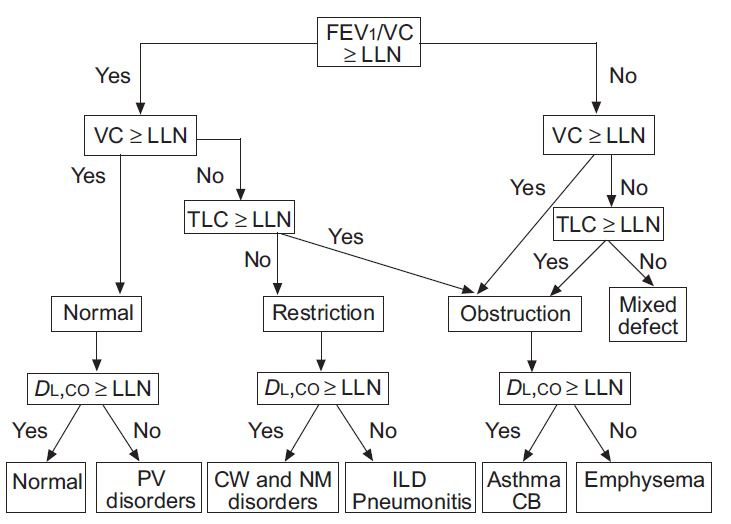 FEV1/VC
≥ LLN
Yes
No
VC ≥ LLN
VC ≥ LLN
Yes
No
Yes
No
TLC ≥ LLN
TLC ≥ LLN
No
Yes
Yes
No
Normal
Restriction
Obstruction
Mixed
defect
DL,CO ≥ LLN
DL,CO ≥ LLN
DL,CO ≥ LLN
Yes
No
Yes
No
Yes
No
Normal
PV
disorders
CW and NM
disorders
ILD
Pneumonitis
Asthma
CB
Emphysema